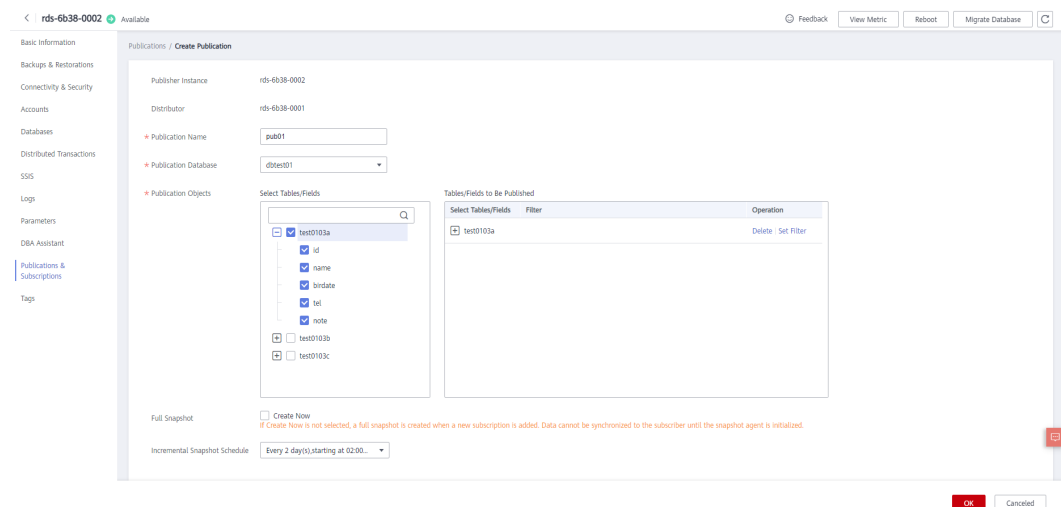 rds-6b38-0002 Available
Feedback View Metric Reboot Migrate Database
Basic Information
Backups & Restorations
Connectivity & Security
Accounts
Databases
Distributed Transactions
SSIS
Logs
Parameters
DBA Assistant
Publications &
Subscriptions
Tags
Publications / Create Publication
Publisher Instance rds-6b38-0002
Distributor rds-6b38-0001
* Publication Name pub01
* Publication Database dbtest01
* Publication Objects Select Tables/Fields Tables/Fields to Be Published
Select Tables/Fields Filter Operation
test0103a
id
name
birdate
tel
note
test0103b
test0103c
test0103a Delete Set Filter
Full Snapshot Create Now
If Create Now is not selected, a full snapshot is created when a new subscription is added. Data cannot be synchronized to the subscriber until the snapshot agent is initialized.
Incremental Snapshot Schedule Every 2 day(s),starting at 02:00...
OK Canceled